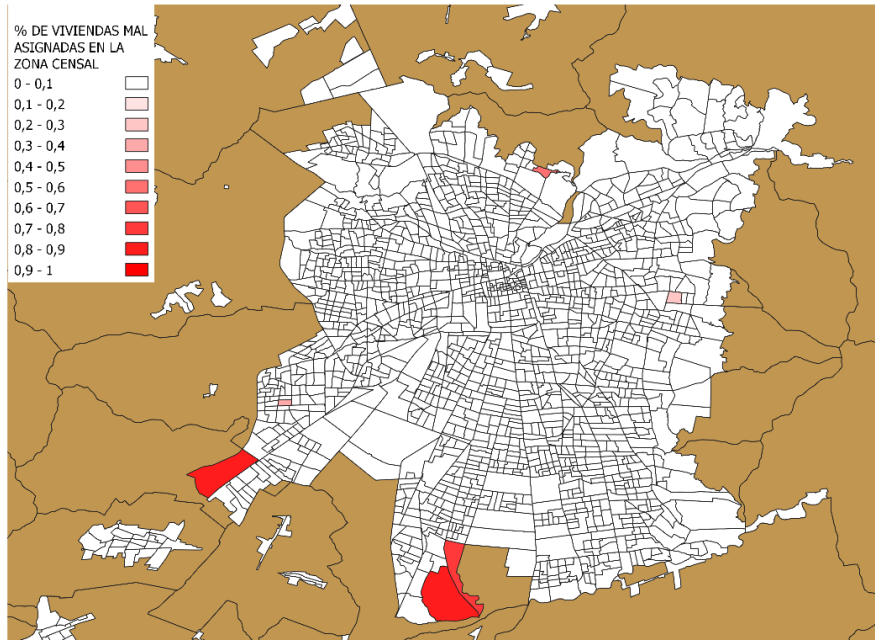 % DE VIVIENDAS MAL
ASIGNADAS EN LA
ZONA CENSAL
0 - 0,1
0,1 - 0,2
0,2 - 0,3
0,3 - 0,4
0,4 - 0,5
0,5 - 0,6
0,6 - 0,7
0,7 - 0,8
0,8 - 0,9
0,9 - 1